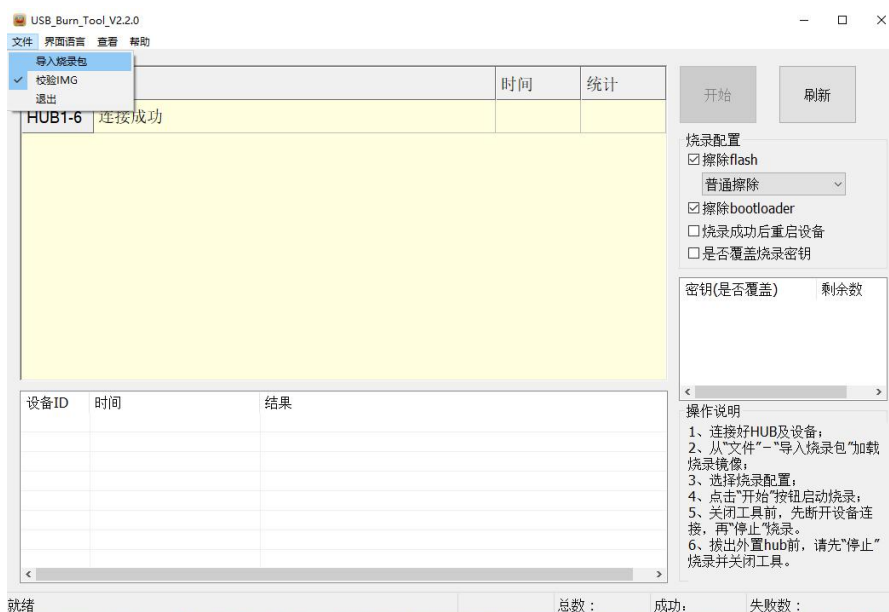 USB_Burn_Tool_V2.2.0
文件 界面语言 查看 帮助
导入烧录包
校验IMG
退出
时间 统计
HUB1-6 连接成功
开始 刷新
烧录配置
擦除flash
普通擦除
擦除bootloader
烧录成功后重启设备
是否覆盖烧录密钥
密钥(是否覆盖) 剩余数
设备ID 时间 结果
操作说明
1、连接好HUB及设备;
2、从“文件”-“导入烧录包”加载
烧录镜像;
3、选择烧录配置;
4、点击“开始”按钮启动烧录;
5、关闭工具前,先断开设备连
接,再“停止”烧录。
6、拔出外置hub前,请先“停止”
烧录并关闭工具。
就绪 总数: 成功: 失败数: